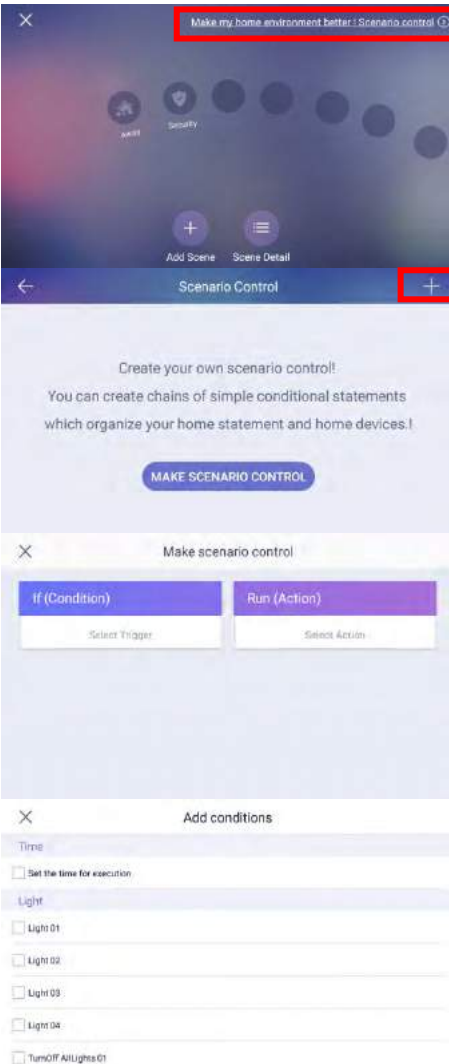 Make my home environment better ! Scenario control
Away
Security
Add Scene
Scene Detail
Scenario Control
Create your own scenario control!
You can create chains of simple conditional statements
which organize your home statement and home devices.!
MAKE SCENARIO CONTROL
Make scenario control
If (Condition)
Run (Action)
Select Trigger
Select Action
Add conditions
Time
Set the time for execution
Light
Light 01
Light 02
Light 03
Light 04
TurnOff AllLights 01